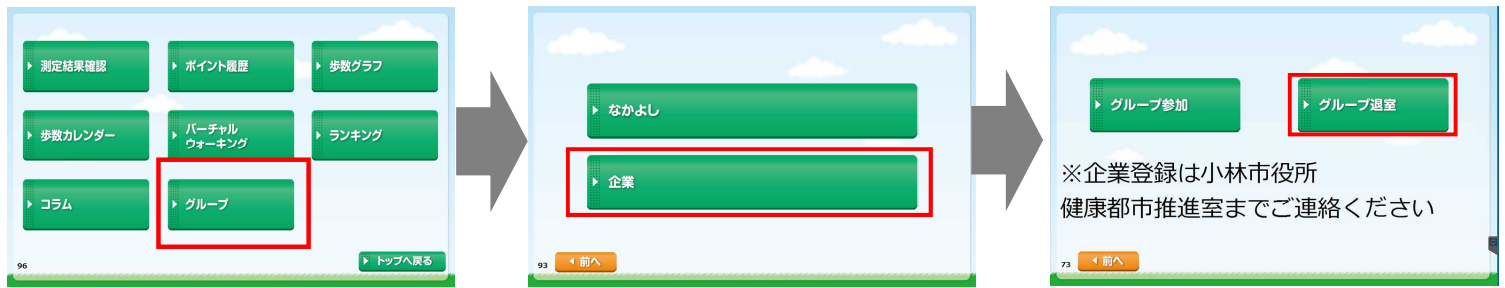 測定結果確認
ポイント履歴
歩数グラフ
歩数カレンダー
バーチャル
ウォーキング
ランキング
コラム
グループ
トップへ戻る
96
なかよし
企業
93
前へ
グループ参加
グループ退室
※企業登録は小林市役所
健康都市推進室までご連絡ください
73
前へ